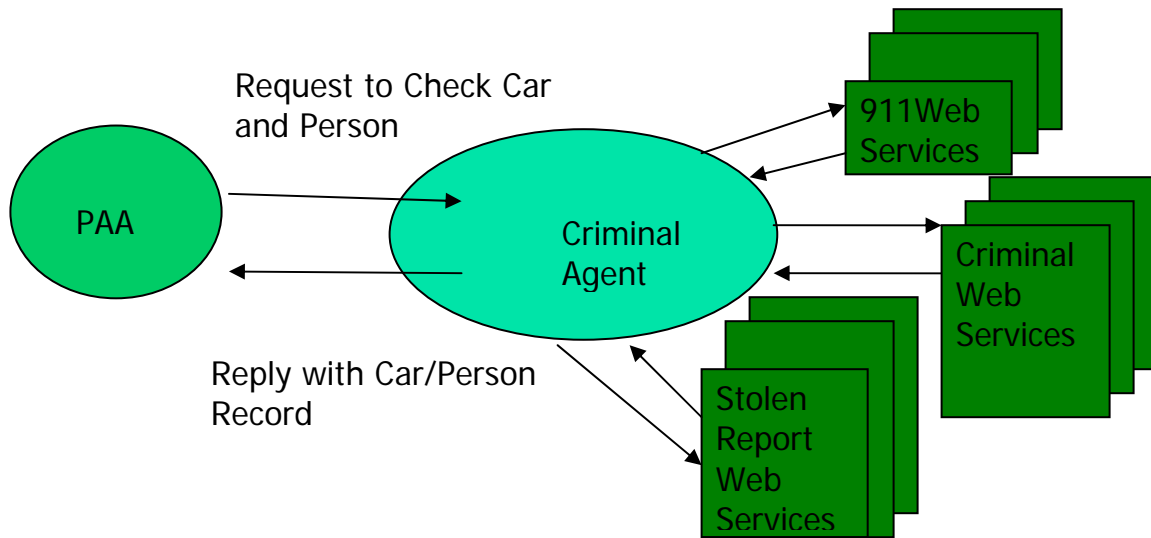 Request to Check Car
and Person
PAA
Criminal
Agent
Reply with Car/Person
Record
911Web
Services
Criminal
Web
Services
Stolen
Report
Web
Services